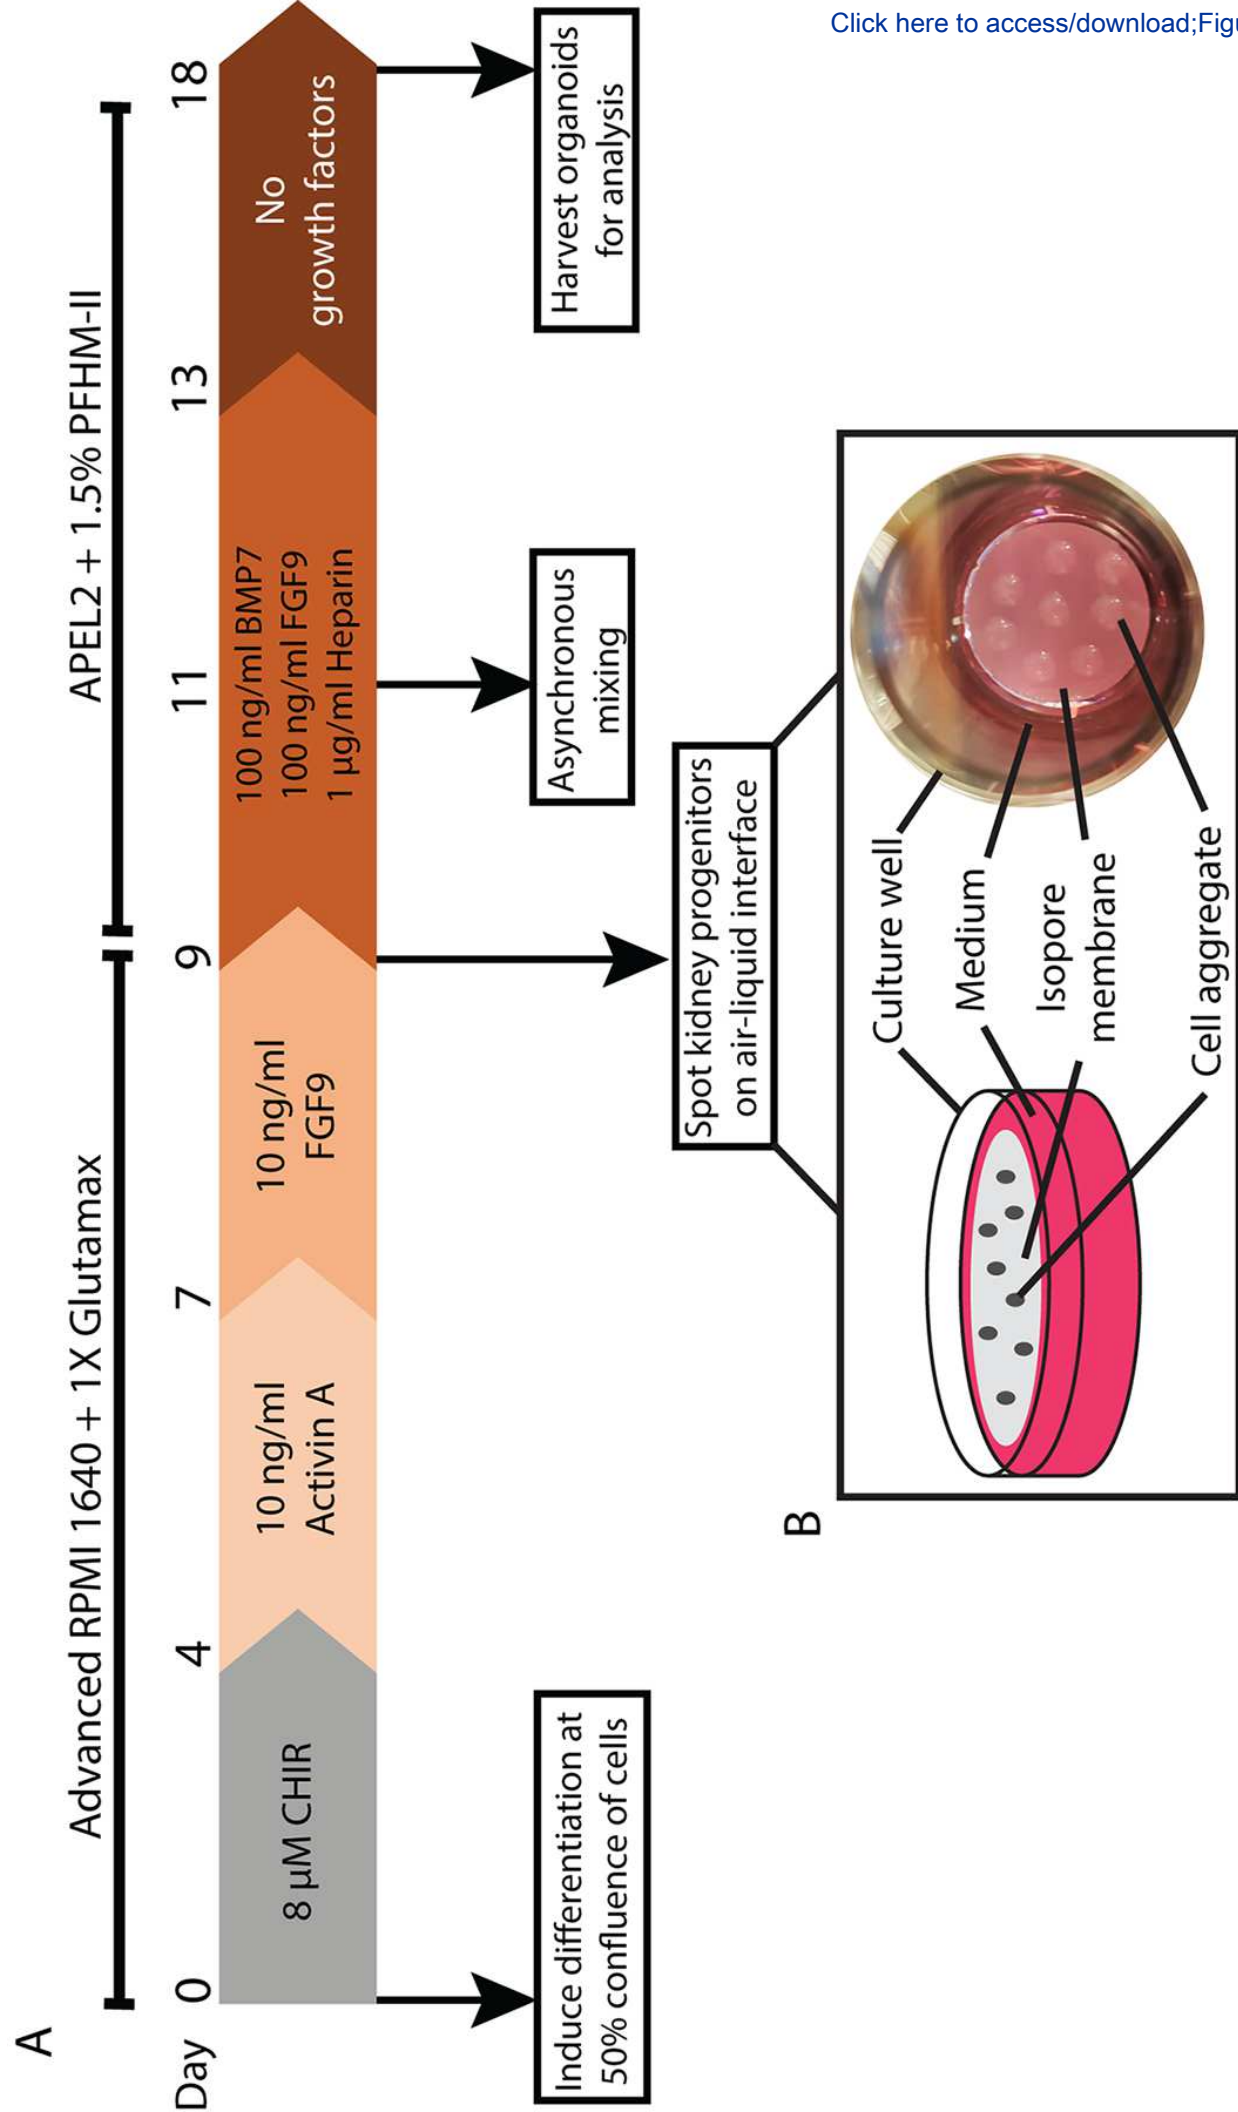 Click here to access/download;Figu
A
Advanced RPMI 1640 + 1X Glutamax
APEL2 + 1.5% PFHM-II
Day
0
4
7
9
11
13
18
8 µM CHIR
10 ng/ml
Activin A
10 ng/ml
FGF9
100 ng/ml BMP7
100 ng/ml FGF9
1 µg/ml Heparin
No
growth factors
Induce differentiation at
50% confluence of cells
Asynchronous
mixing
Harvest organoids
for analysis
Spot kidney progenitors
on air-liquid interface
B
Culture well
Medium
Isopore
membrane
Cell aggregate